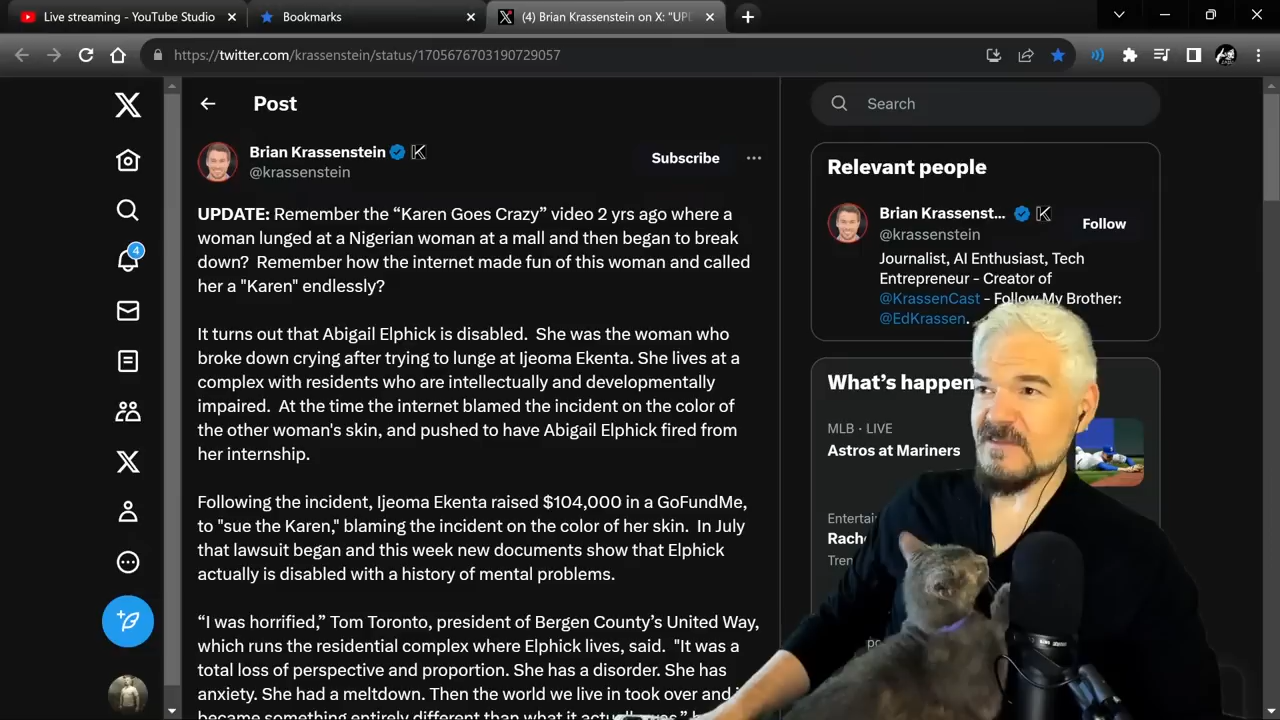 Live streaming - YouTube Studio
Bookmarks
(4) Brian Krassenstein on X: "UPD
https://twitter.com/krassenstein/status/1705676703190729057
Post
Brian Krassenstein
@krassenstein
Subscribe
UPDATE: Remember the “Karen Goes Crazy” video 2 yrs ago where a
woman lunged at a Nigerian woman at a mall and then began to break
down?  Remember how the internet made fun of this woman and called
her a "Karen" endlessly?
It turns out that Abigail Elphick is disabled.  She was the woman who
broke down crying after trying to lunge at Ijeoma Ekenta. She lives at a
complex with residents who are intellectually and developmentally
impaired.  At the time the internet blamed the incident on the color of
the other woman's skin, and pushed to have Abigail Elphick fired from
her internship.
Following the incident, Ijeoma Ekenta raised $104,000 in a GoFundMe,
to "sue the Karen," blaming the incident on the color of her skin.  In July
that lawsuit began and this week new documents show that Elphick
actually is disabled with a history of mental problems.
“I was horrified,” Tom Toronto, president of Bergen County’s United Way,
which runs the residential complex where Elphick lives, said.  "It was a
total loss of perspective and proportion. She has a disorder. She has
anxiety. She had a meltdown. Then the world we live in took over and
became something entirely different than what it
4
Search
Relevant people
Brian Krassenst...
@krassenstein
Follow
Journalist, AI Enthusiast, Tech
Entrepreneur - Creator of
@KrassenCast - Follow My Brother:
@EdKrassen.
What’s happen
MLB · LIVE
Astros at Mariners
Entertai
Rach
Tren
po